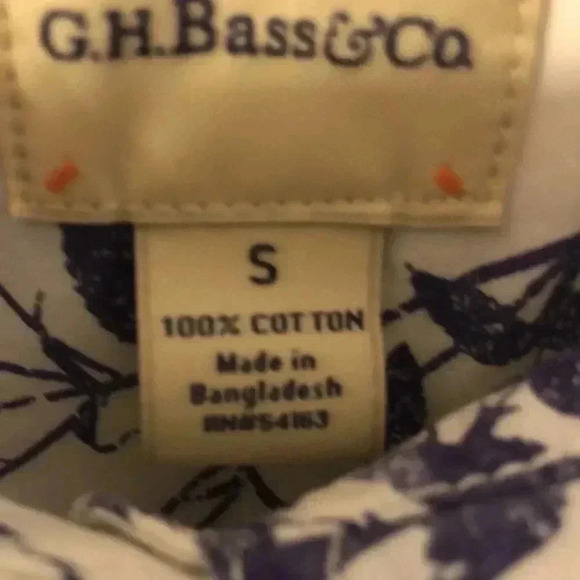 G.H.Bass&Co
S
100% COTTON
Made in
Bangladesh
RN#54163